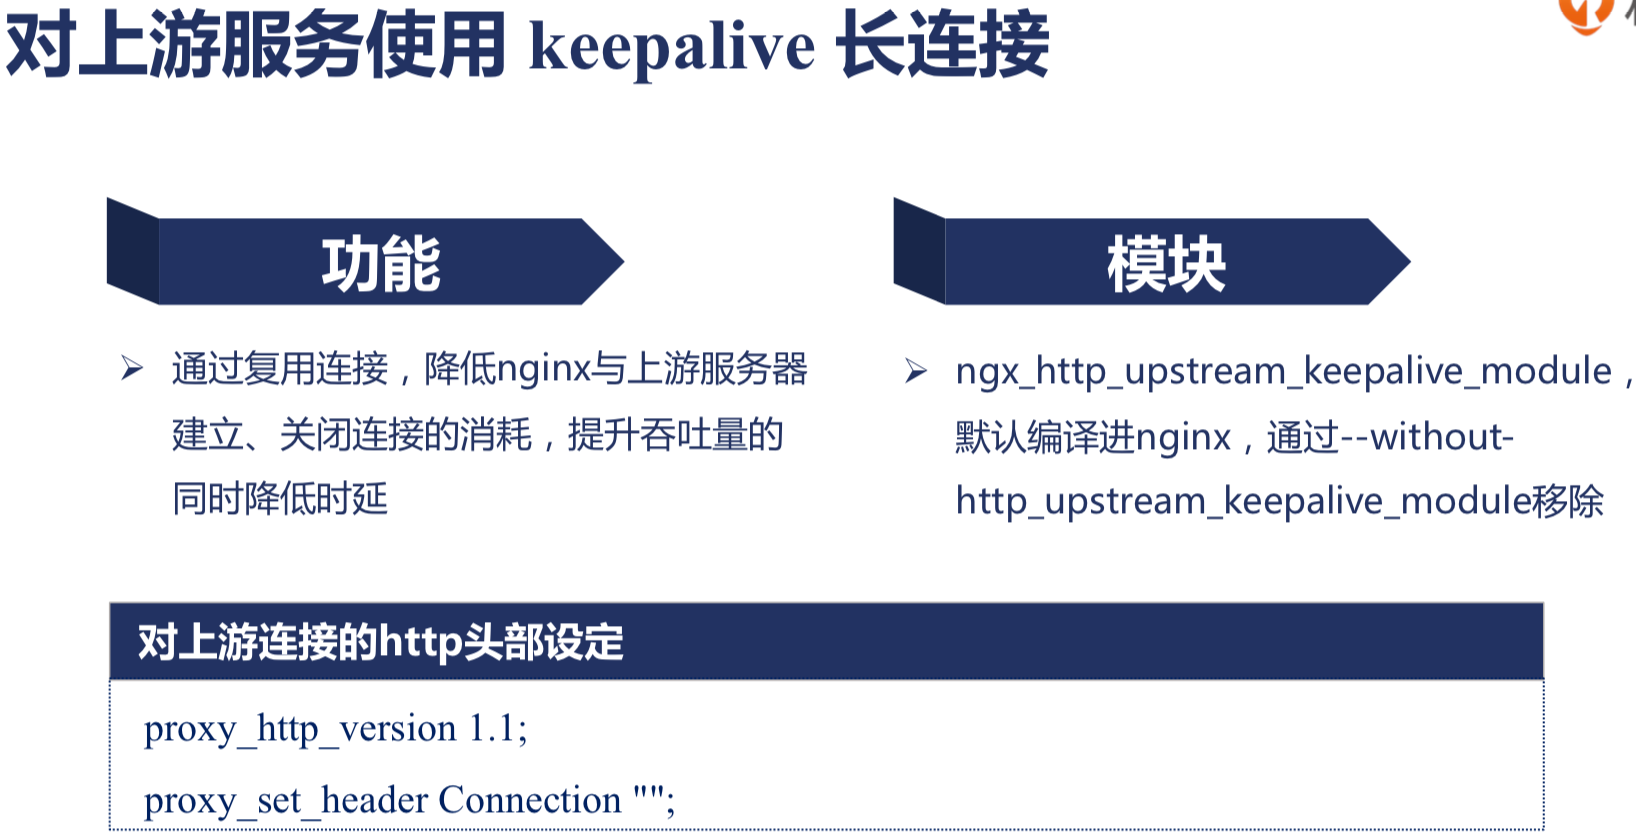 对上游服务使用 keepalive 长连接
功能
通过复用连接，降低nginx与上游服务器
建立、关闭连接的消耗，提升吞吐量的
同时降低时延
模块
ngx_http_upstream_keepalive_module，
默认编译进nginx，通过--without-
http_upstream_keepalive_module移除
对上游连接的http头部设定
proxy_http_version 1.1;
proxy_set_header Connection "";